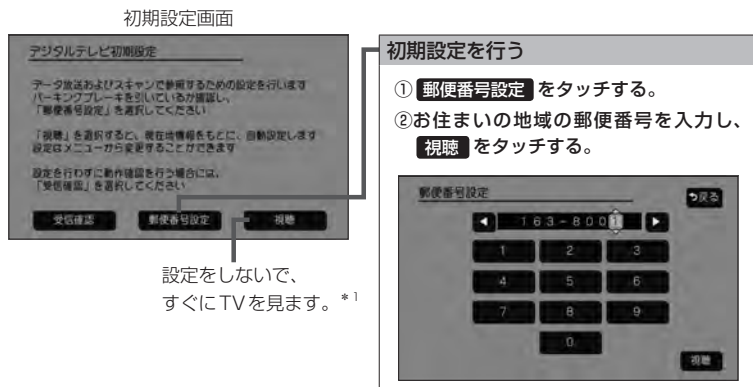 初期設定画面
デジタルテレビ初期設定
データ放送およびスキャンで参照するための設定を行います
パーキングブレーキを引いているか確認し、
「郵便番号設定」を選択してください
「視聴」を選択すると、現在地情報をもとに、自動設定します
設定はメニューから変更することができます
設定を行わずに動作確認を行う場合には、
「受信確認」を選択してください
受信確認 郵便番号設定 視聴
設定をしないで、
すぐにTVを見ます。*1
初期設定を行う
① 郵便番号設定 をタッチする。
②お住まいの地域の郵便番号を入力し、
視聴 をタッチする。
郵便番号設定 戻る
163-8001
1 2 3
4 5 6
7 8 9
0
視聴